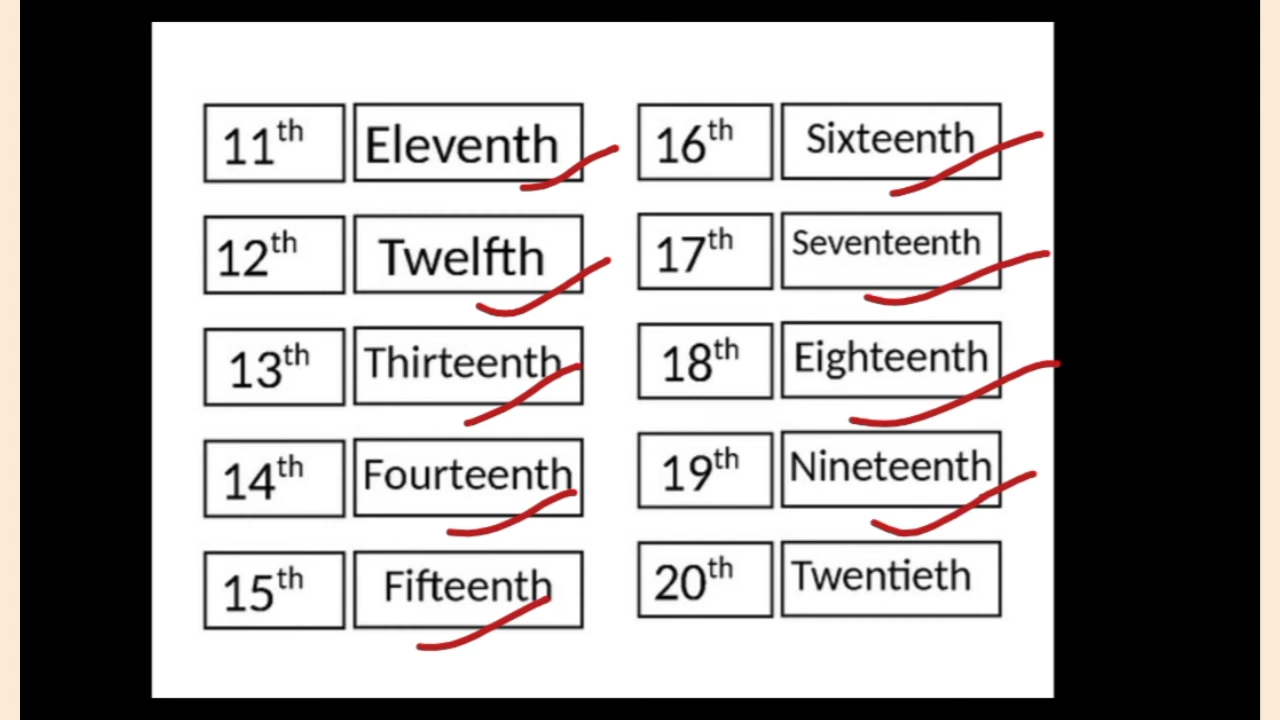 11th Eleventh
12th Twelfth
13th Thirteenth
14th Fourteenth
15th Fifteenth
16th Sixteenth
17th Seventeenth
18th Eighteenth
19th Nineteenth
20th Twentieth